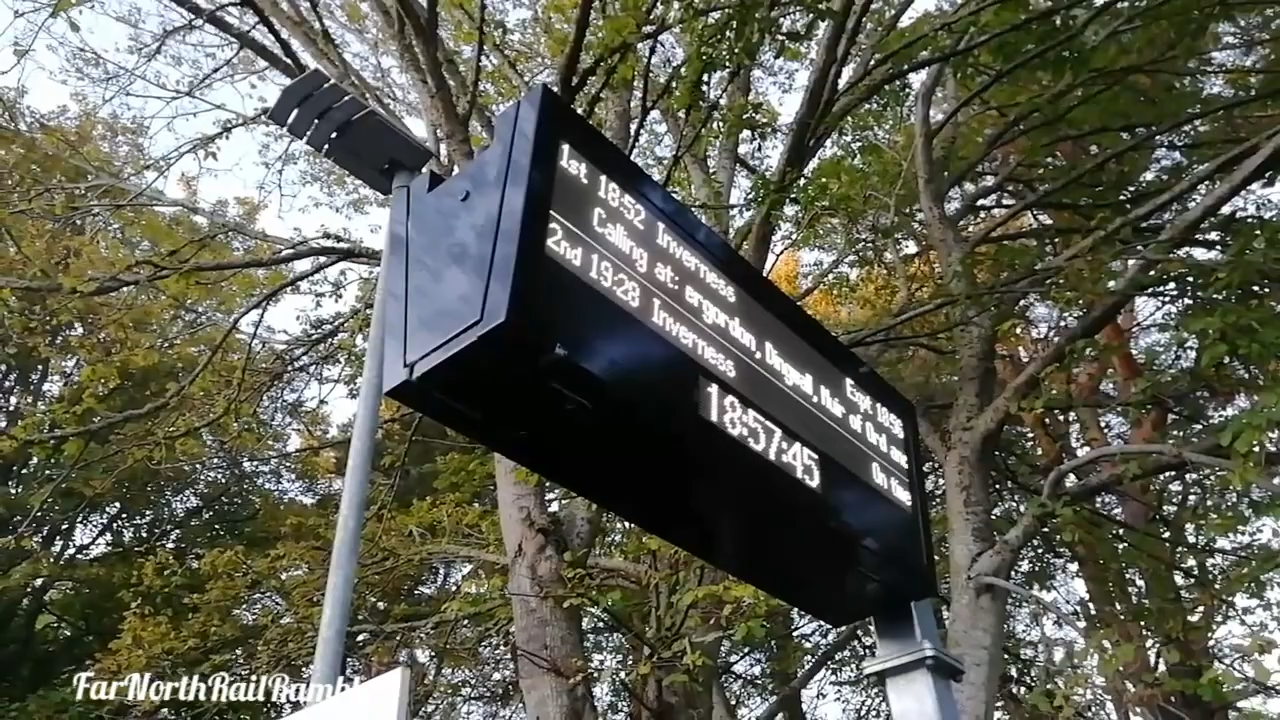 1st 18:52 Inverness Expt 18:56
Calling at: ergordon, Dingwall, Muir of Ord and
2nd 19:28 Inverness On time
18:57:45
FarNorthRailRambl